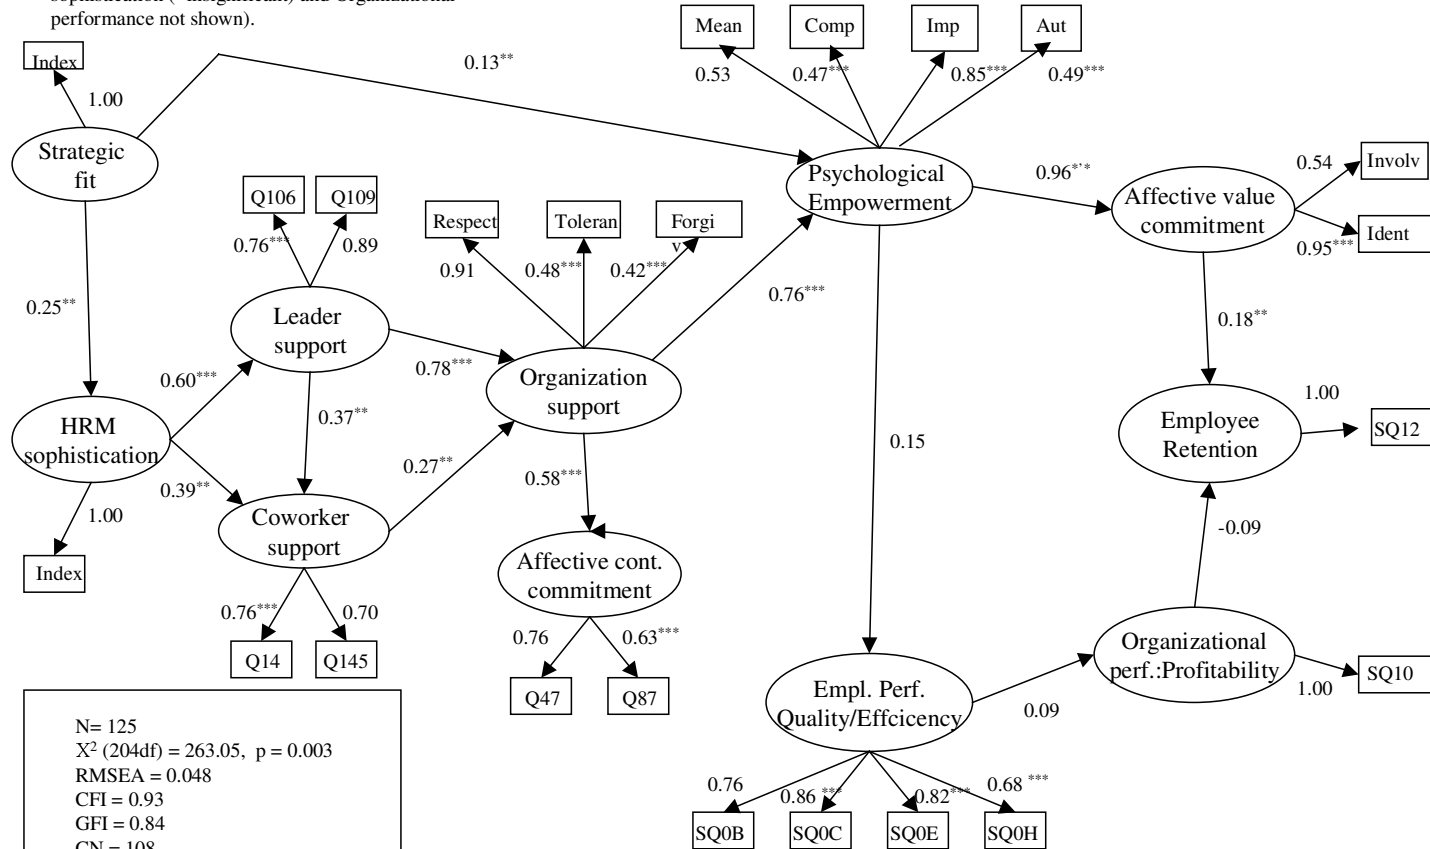 performance not shown).
Mean
Comp
Imp
Aut
Index
0.13**
0.53
0.47***
0.85***
0.49***
1.00
Strategic
fit
Psychological
Empowerment
0.96*'*
Affective value
commitment
0.54
Involv
Ident
0.95***
Q106
Q109
0.76***
0.89
Respect
Toleran
Forgi
v
0.91
0.48***
0.42***
0.76***
0.25**
Leader
support
0.78***
0.18**
0.60***
0.37**
Organization
support
Employee
Retention
1.00
SQ12
HRM
sophistication
0.39**
0.27**
0.58***
0.15
1.00
Index
Coworker
support
Affective cont.
commitment
-0.09
0.76***
0.70
Q14
Q145
0.76
0.63***
Q47
Q87
Organizational
perf.:Profitability
1.00
SQ10
Empl. Perf.
Quality/Effcicency
0.09
0.76
0.86 ***
0.82***
0.68 ***
SQ0B
SQ0C
SQ0E
SQ0H
N= 125
X² (204df) = 263.05, p = 0.003
RMSEA = 0.048
CFI = 0.93
GFI = 0.84
CN = 108